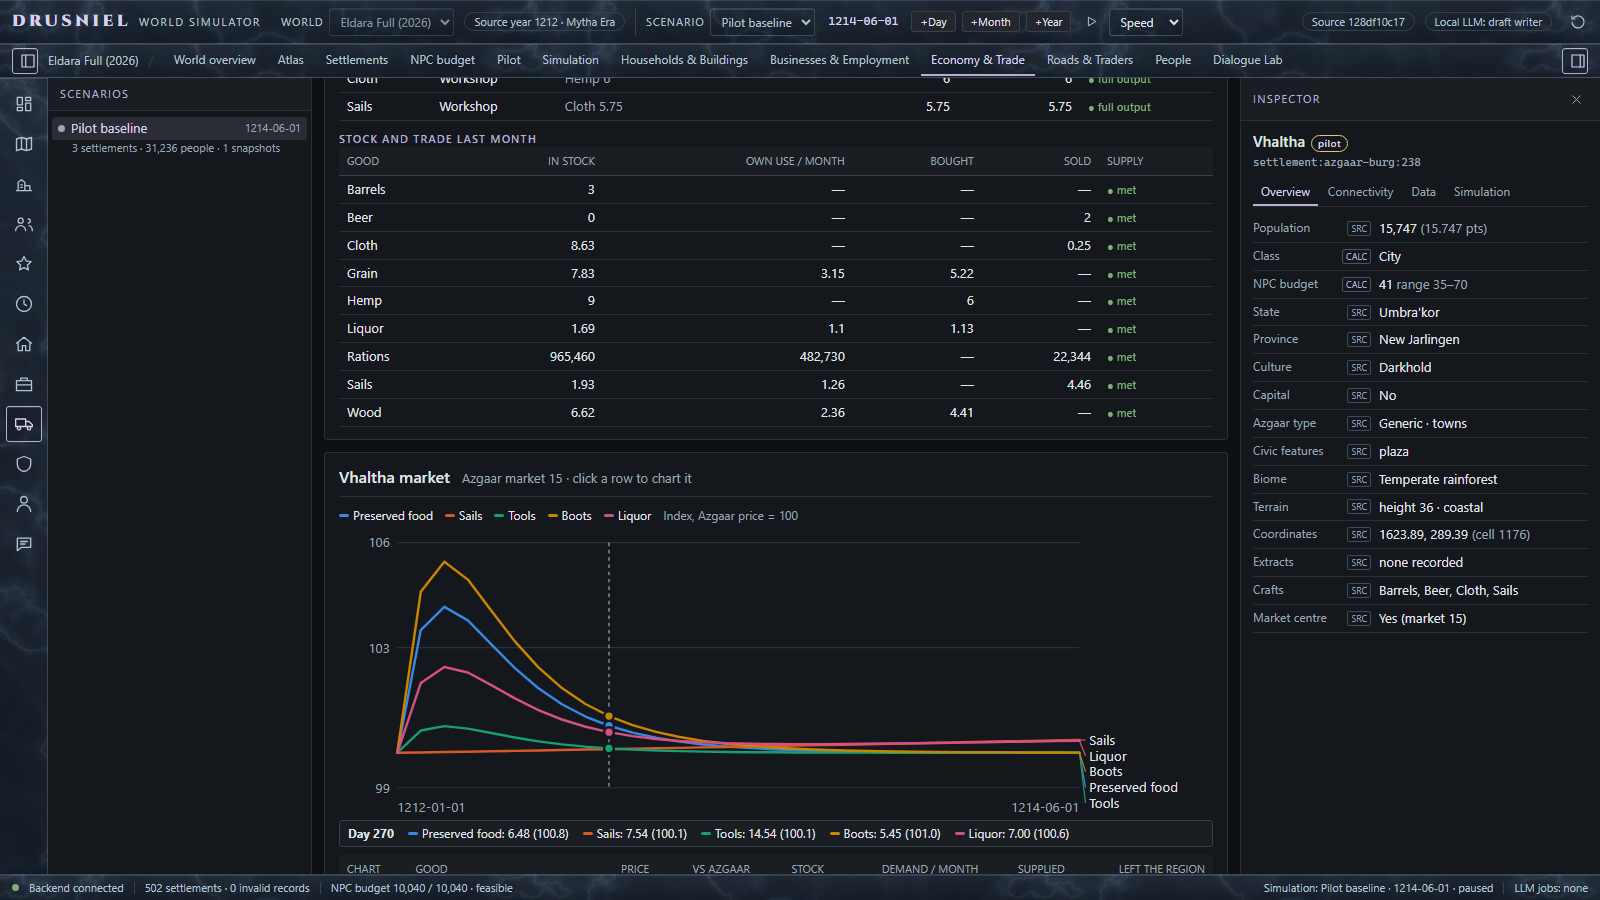 DRUSNIEL WORLD SIMULATOR WORLD Eldara Full (2026) Source year 1212 · Mytha Era SCENARIO Pilot baseline 1214-06-01 +Day +Month +Year Speed Source 128df10c17 Local LLM: draft writer
Eldara Full (2026) / World overview Atlas Settlements NPC budget Pilot Simulation Households & Buildings Businesses & Employment Economy & Trade Roads & Traders People Dialogue Lab
SCENARIOS
Pilot baseline 1214-06-01
3 settlements · 31,236 people · 1 snapshots
Cloth Workshop Hemp 6 6 6 full output
Sails Workshop Cloth 5.75 5.75 5.75 full output
STOCK AND TRADE LAST MONTH
GOOD IN STOCK OWN USE / MONTH BOUGHT SOLD SUPPLY
Barrels 3 — — — met
Beer 0 — — 2 met
Cloth 8.63 — — 0.25 met
Grain 7.83 3.15 5.22 — met
Hemp 9 — 6 — met
Liquor 1.69 1.1 1.13 — met
Rations 965,460 482,730 — 22,344 met
Sails 1.93 1.26 — 4.46 met
Wood 6.62 2.36 4.41 — met
Vhaltha market Azgaar market 15 · click a row to chart it
Preserved food Sails Tools Boots Liquor Index, Azgaar price = 100
106
103
99
1212-01-01 1214-06-01
Sails
Liquor
Boots
Preserved food
Tools
Day 270 Preserved food: 6.48 (100.8) Sails: 7.54 (100.1) Tools: 14.54 (100.1) Boots: 5.45 (101.0) Liquor: 7.00 (100.6)
CHART GOOD PRICE VS AZGAAR STOCK DEMAND / MONTH SUPPLIED LEFT THE REGION
INSPECTOR
Vhaltha pilot
settlement:azgaar-burg:238
Overview Connectivity Data Simulation
Population SRC 15,747 (15.747 pts)
Class CALC City
NPC budget CALC 41 range 35–70
State SRC Umbra'kor
Province SRC New Jarlingen
Culture SRC Darkhold
Capital SRC No
Azgaar type SRC Generic · towns
Civic features SRC plaza
Biome SRC Temperate rainforest
Terrain SRC height 36 · coastal
Coordinates SRC 1623.89, 289.39 (cell 1176)
Extracts SRC none recorded
Crafts SRC Barrels, Beer, Cloth, Sails
Market centre SRC Yes (market 15)
Backend connected 502 settlements · 0 invalid records NPC budget 10,040 / 10,040 · feasible Simulation: Pilot baseline · 1214-06-01 · paused LLM jobs: none